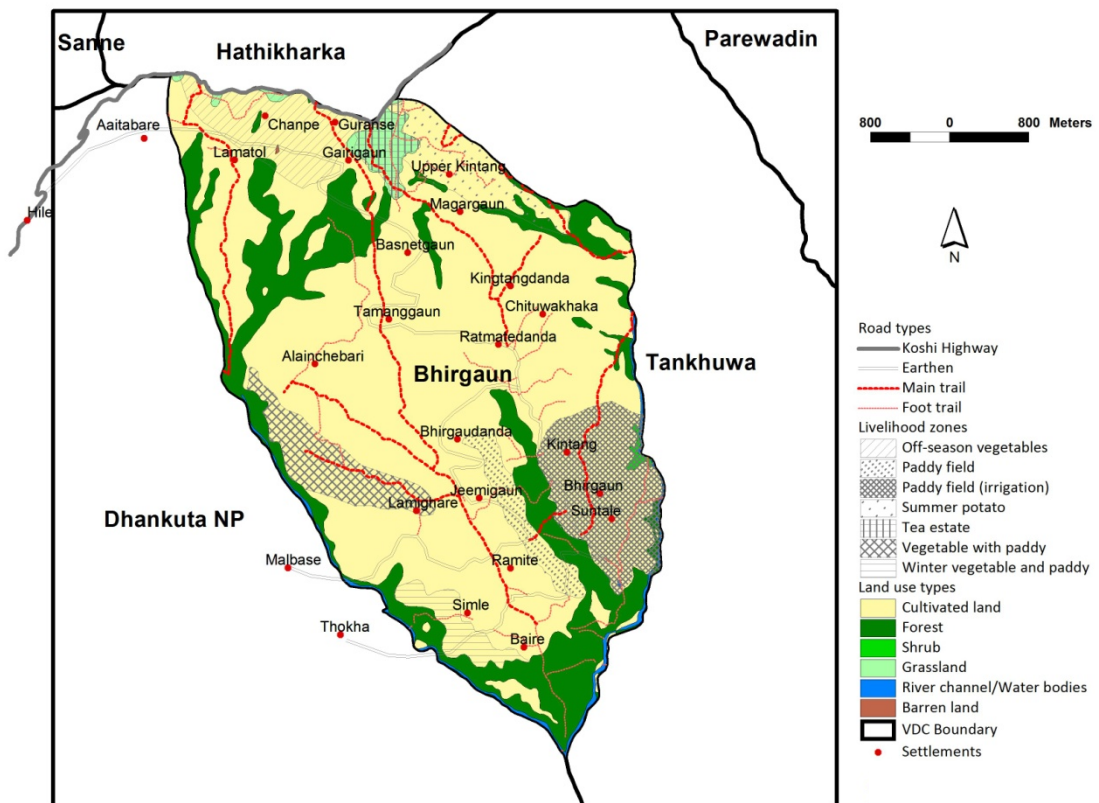 Sanne
Hathikharka
Parewadin
Aaitabare
Chanpe
Guranse
800 0 800 Meters
Lamatol
Gairigaun
Upper Kintang
Hile
Magargaun
N
Basnetgaun
Kingtangdanda
Chituwakhaka
Tamanggaun
Ratmatedanda
Alainchebari
Bhirgaun
Tankhuwa
Bhirgaudanda
Kintang
Jeemigaun
Bhirgaun
Lamighare
Suntale
Dhankuta NP
Malbase
Ramite
Simle
Thokha
Baire
Road types
Koshi Highway
Earthen
Main trail
Foot trail
Livelihood zones
Off-season vegetables
Paddy field
Paddy field (irrigation)
Summer potato
Tea estate
Vegetable with paddy
Winter vegetable and paddy
Land use types
Cultivated land
Forest
Shrub
Grassland
River channel/Water bodies
Barren land
VDC Boundary
Settlements